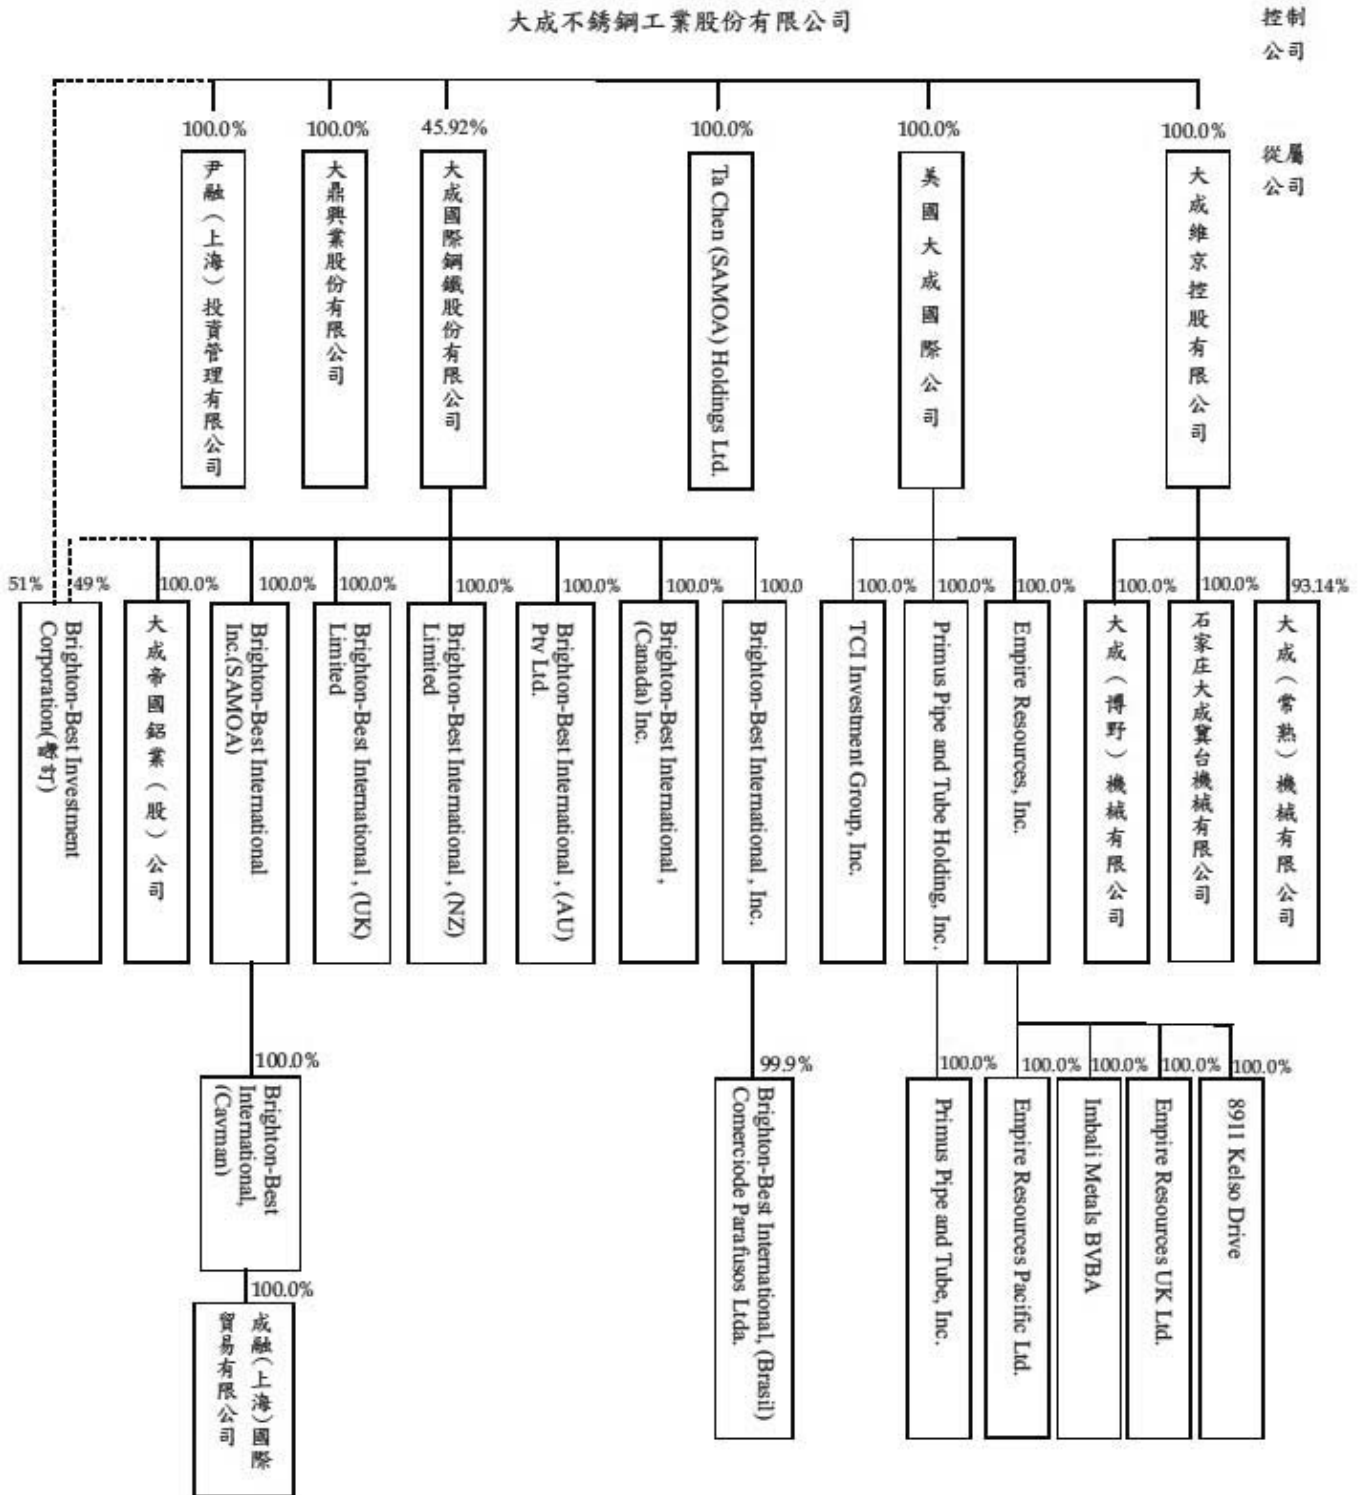 大成不銹鋼工業股份有限公司
控制
公司
100.0%
100.0%
45.92%
100.0%
100.0%
100.0%
從屬
公司
尹融（上海）投資管理有限公司
大鼎興業股份有限公司
大成國際鋼鐵股份有限公司
Ta Chen (SAMOA) Holdings Ltd.
美國大成國際公司
大成維京控股有限公司
51%
49%
100.0%
100.0%
100.0%
100.0%
100.0%
100.0%
100.0
100.0%
100.0%
100.0%
100.0%
100.0%
93.14%
Brighton-Best Investment
Corporation(
大成帝國鋁業（股）公司
Brighton-Best International
Inc.(SAMOA)
Brighton-Best International , (UK)
Limited
Brighton-Best International , (NZ)
Limited
Brighton-Best International , (AU)
Pty Ltd.
Brighton-Best International ,
(Canada) Inc.
Brighton-Best International , Inc.
TCI Investment Group, Inc.
Primus Pipe and Tube Holding, Inc.
Empire Resources, Inc.
大成（博野）機械有限公司
石家庄大成冀台機械有限公司
大成（常熟）機械有限公司
100.0%
99.9%
100.0%
100.0%
100.0%
100.0%
100.0%
Brighton-Best
International,
(Cayman)
Brighton-Best International, (Brasil)
Comerciode Parafusos Ltda.
Primus Pipe and Tube, Inc.
Empire Resources Pacific Ltd.
Imbali Metals BVBA
Empire Resources UK Ltd.
8911 Kelso Drive
100.0%
成融（上海）國際
貿易有限公司